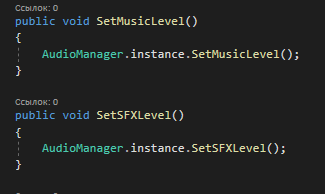 Ссылок: 0
public void SetMusicLevel()
{
AudioManager.instance.SetMusicLevel();
}
Ссылок: 0
public void SetSFXLevel()
{
AudioManager.instance.SetSFXLevel();
}